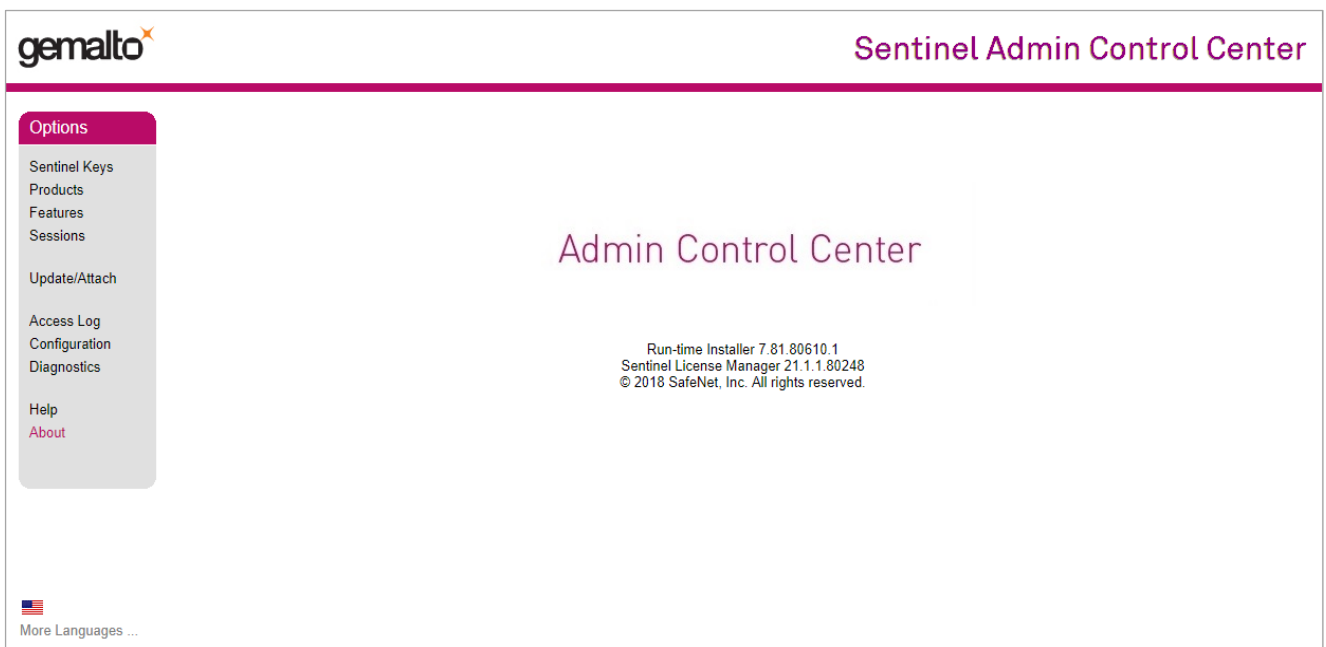 gemalto
Sentinel Admin Control Center
Options
Sentinel Keys
Products
Features
Sessions
Update/Attach
Access Log
Configuration
Diagnostics
Help
About
Admin Control Center
Run-time Installer 7.81.80610.1
Sentinel License Manager 21.1.1.80248
© 2018 SafeNet, Inc. All rights reserved.
More Languages ...